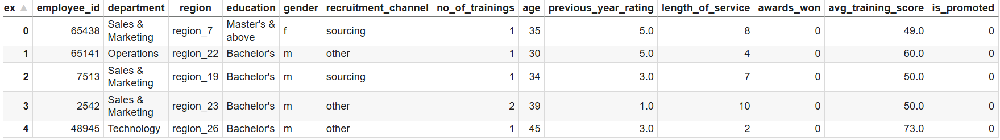 ex ▲ employee_id department region education gender recruitment_channel no_of_trainings age previous_year_rating length_of_service awards_won avg_training_score is_promoted
0 65438 Sales & Marketing region_7 Master's & above f sourcing 1 35 5.0 8 0 49.0 0
1 65141 Operations region_22 Bachelor's m other 1 30 5.0 4 0 60.0 0
2 7513 Sales & Marketing region_19 Bachelor's m sourcing 1 34 3.0 7 0 50.0 0
3 2542 Sales & Marketing region_23 Bachelor's m other 2 39 1.0 10 0 50.0 0
4 48945 Technology region_26 Bachelor's m other 1 45 3.0 2 0 73.0 0